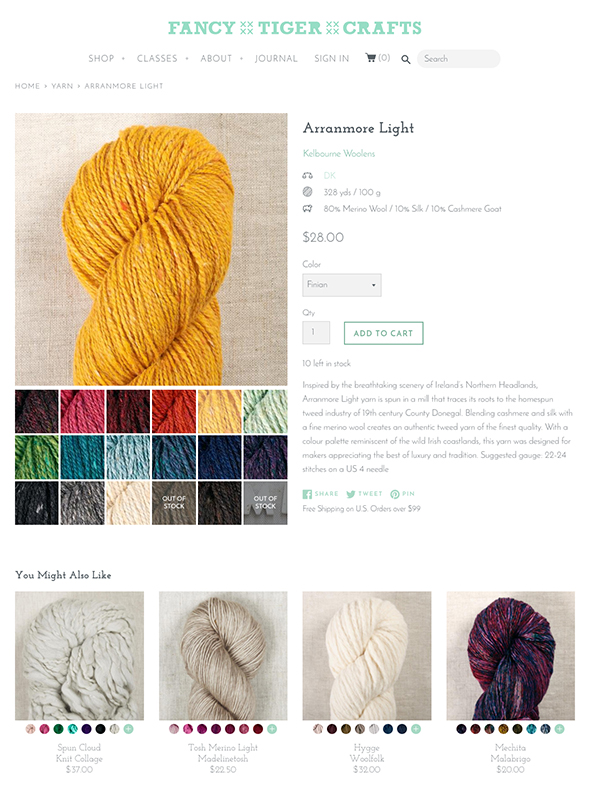 FANCY TIGER CRAFTS
SHOP • CLASSES • ABOUT • JOURNAL SIGN IN (0) Search
HOME > YARN > ARRANMORE LIGHT
Arranmore Light
Kelbourne Woolens
DK
328 yds / 100 g
80% Merino Wool / 10% Silk / 10% Cashmere Goat
$28.00
Color
Finian
Qty
1 ADD TO CART
10 left in stock
Inspired by the breathtaking scenery of Ireland's Northern Headlands,
Arranmore Light yarn is spun in a mill that traces its roots to the homespun
tweed industry of 19th century County Donegal. Blending cashmere and silk with
a fine merino wool creates an authentic tweed yarn of the finest quality. With a
colour palette reminiscent of the wild Irish coastlands, this yarn was designed for
makers appreciating the best of luxury and tradition. Suggested gauge: 22-24
stitches on a US 4 needle
SHARE TWEET PIN
Free Shipping on U.S. Orders over $99
OUT OF
STOCK
OUT OF
STOCK
You Might Also Like
Spun Cloud
Knit Collage
$37.00
Tosh Merino Light
Madelinetosh
$22.50
Hygge
Woolfolk
$32.00
Mechita
Malabrigo
$20.00